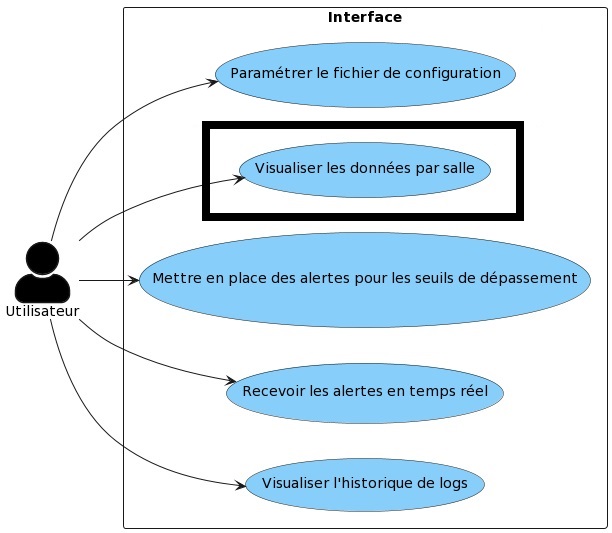 Interface
Paramétrer le fichier de configuration
Visualiser les données par salle
Mettre en place des alertes pour les seuils de dépassement
Utilisateur
Recevoir les alertes en temps réel
Visualiser l'historique de logs